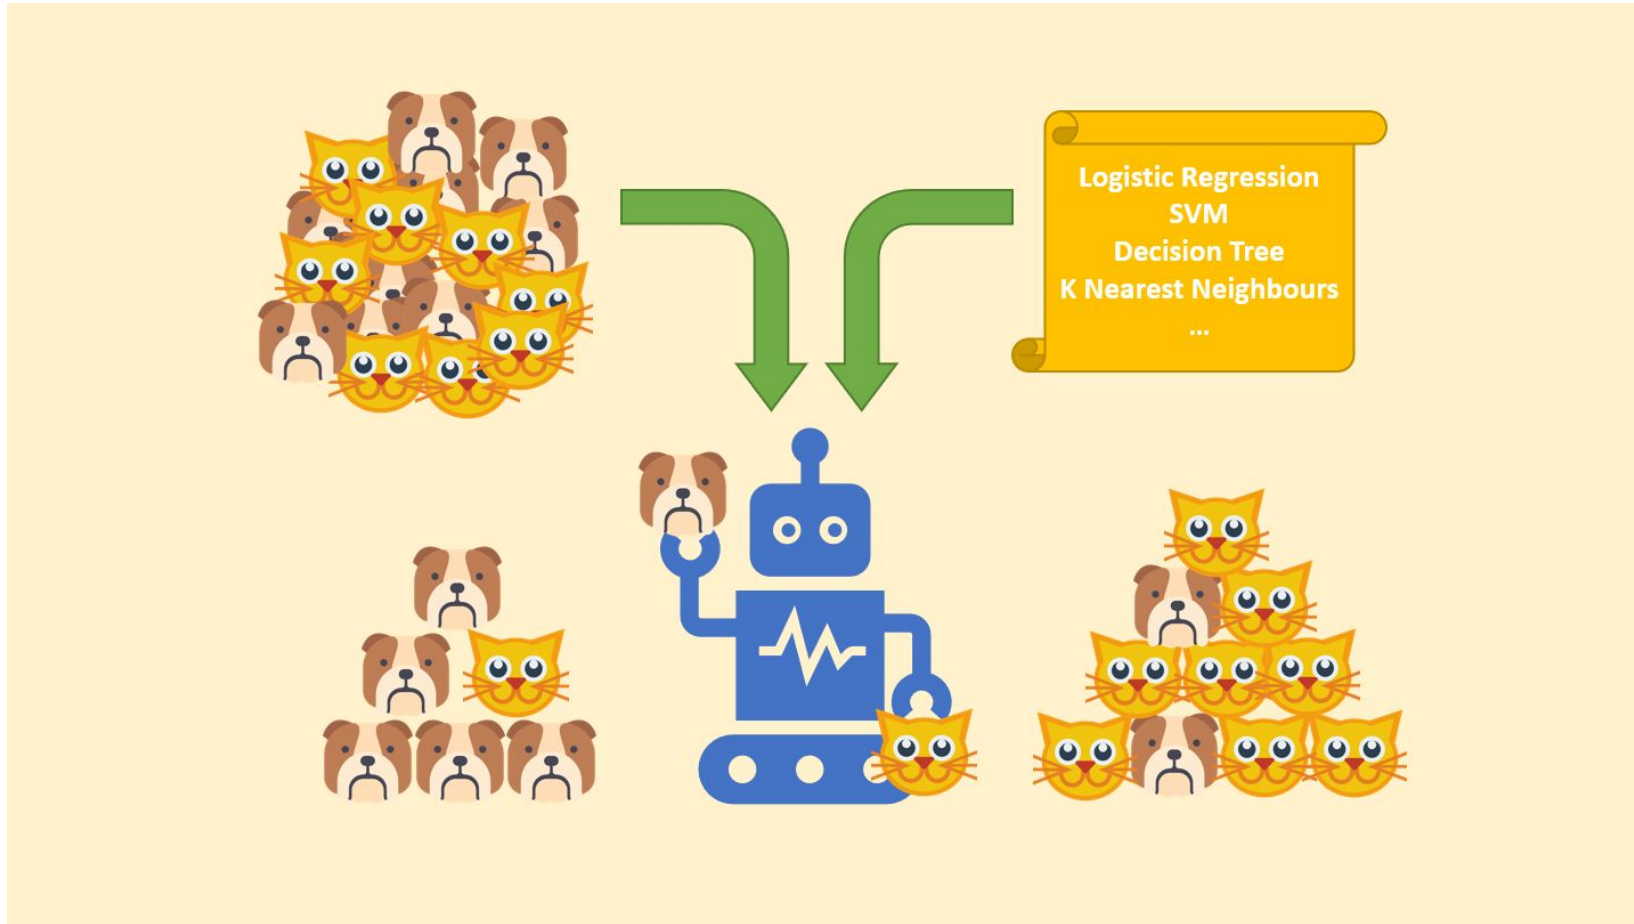 Logistic Regression
SVM
Decision Tree
K Nearest Neighbours
...